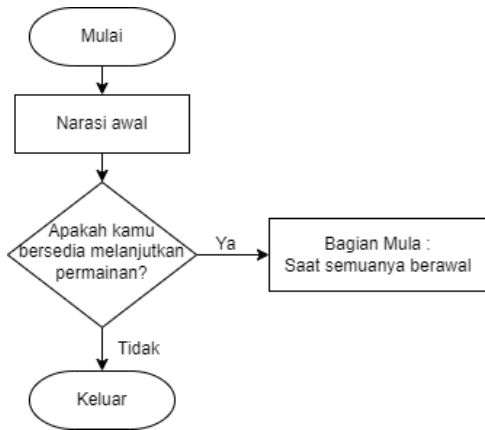 Mulai
Narasi awal
Apakah kamu
bersedia melanjutkan
permainan?
Ya
Bagian Mula :
Saat semuanya berawal
Tidak
Keluar